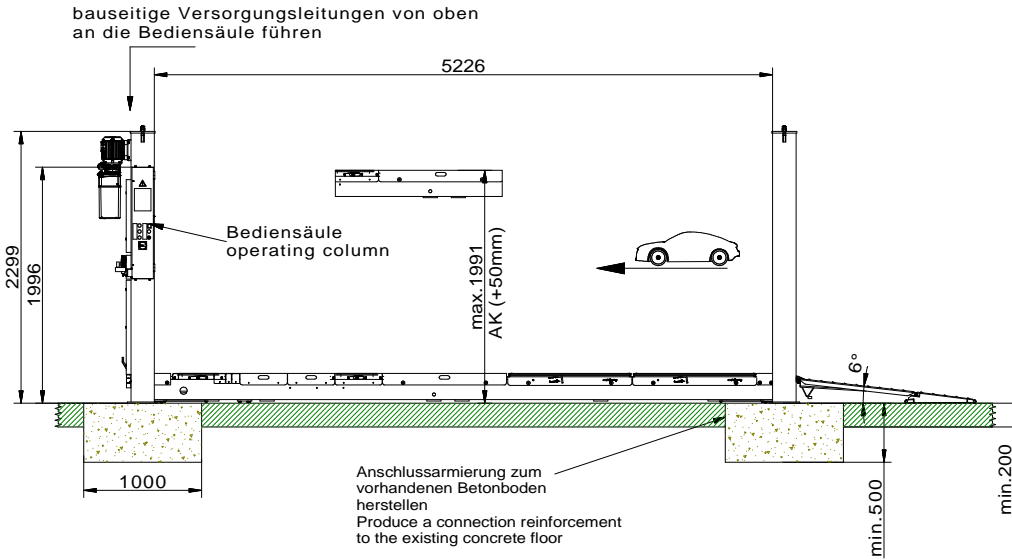 bauseitige Versorgungsleitungen von oben
an die Bediensäule führen
5226
2299
1996
Bediensäule
operating column
max.1991
AK (+50mm)
6°
1000
Anschlussarmierung zum
vorhandenen Betonboden
herstellen
Produce a connection reinforcement
to the existing concrete floor
min.500
min.200